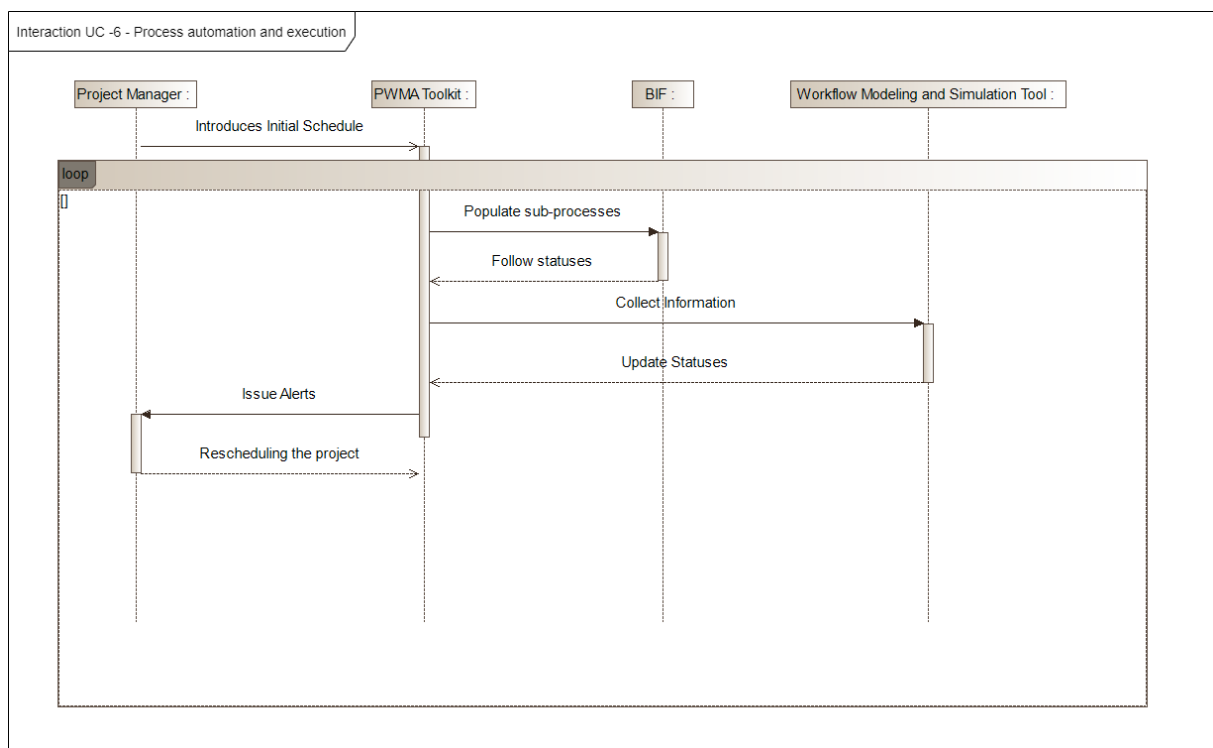 Interaction UC -6 - Process automation and execution
Project Manager :
PWMA Toolkit :
BIF :
Workflow Modeling and Simulation Tool :
Introduces Initial Schedule
loop
[]
Populate sub-processes
Follow statuses
Collect Information
Update Statuses
Issue Alerts
Rescheduling the project